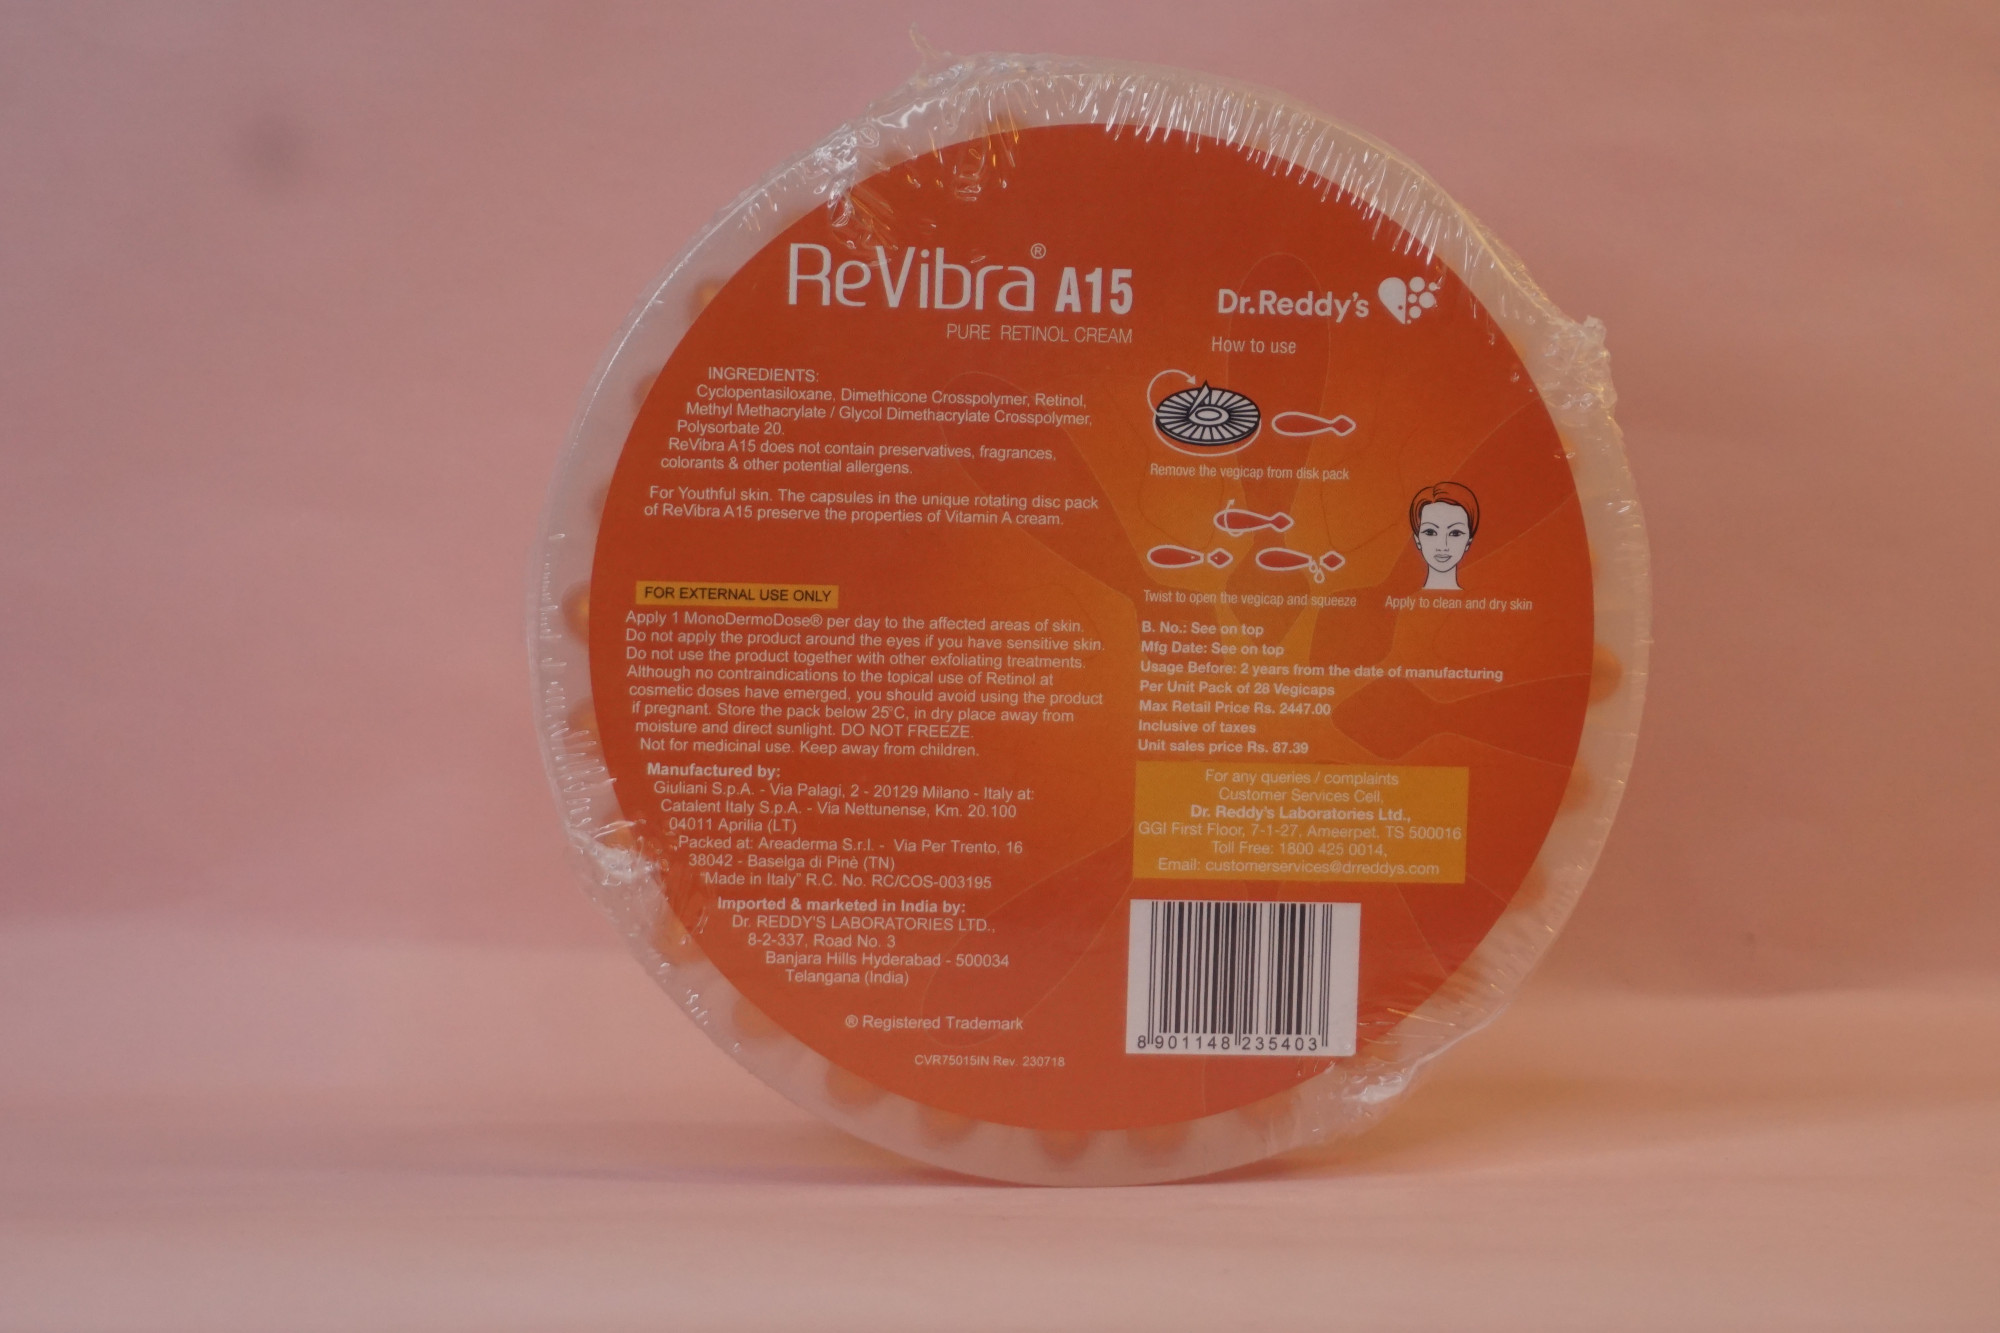 ReVibra® A15
PURE RETINOL CREAM
INGREDIENTS:
Cyclopentasiloxane, Dimethicone Crosspolymer, Retinol,
Methyl Methacrylate / Glycol Dimethacrylate Crosspolymer,
Polysorbate 20.
ReVibra A15 does not contain preservatives, fragrances,
colorants & other potential allergens.
For Youthful skin. The capsules in the unique rotating disc pack
of ReVibra A15 preserve the properties of Vitamin A cream.
FOR EXTERNAL USE ONLY
Apply 1 MonoDermoDose® per day to the affected areas of skin.
Do not apply the product around the eyes if you have sensitive skin.
Do not use the product together with other exfoliating treatments.
Although no contraindications to the topical use of Retinol at
cosmetic doses have emerged, you should avoid using the product
if pregnant. Store the pack below 25°C, in dry place away from
moisture and direct sunlight. DO NOT FREEZE.
Not for medicinal use. Keep away from children.
Manufactured by:
Giuliani S.p.A. - Via Palagi, 2 - 20129 Milano - Italy at:
Catalent Italy S.p.A. - Via Nettunense, Km. 20.100
04011 Aprilia (LT)
Packed at: Areaderma S.r.l. - Via Per Trento, 16
38042 - Baselga di Pinè (TN)
"Made in Italy" R.C. No. RC/COS-003195
Imported & marketed in India by:
Dr. REDDY'S LABORATORIES LTD.,
8-2-337, Road No. 3
Banjara Hills Hyderabad - 500034
Telangana (India)
® Registered Trademark
CVR75015IN Rev. 230718
Dr.Reddy's
How to use
Remove the vegicap from disk pack
Twist to open the vegicap and squeeze
Apply to clean and dry skin
B. No.: See on top
Mfg Date: See on top
Usage Before: 2 years from the date of manufacturing
Per Unit Pack of 28 Vegicaps
Max Retail Price Rs. 2447.00
Inclusive of taxes
Unit sales price Rs. 87.39
For any queries / complaints
Customer Services Cell,
Dr. Reddy's Laboratories Ltd.,
GGI First Floor, 7-1-27, Ameerpet, TS 500016
Toll Free: 1800 425 0014,
Email: customerservices@drreddys.com
8 901148 235403